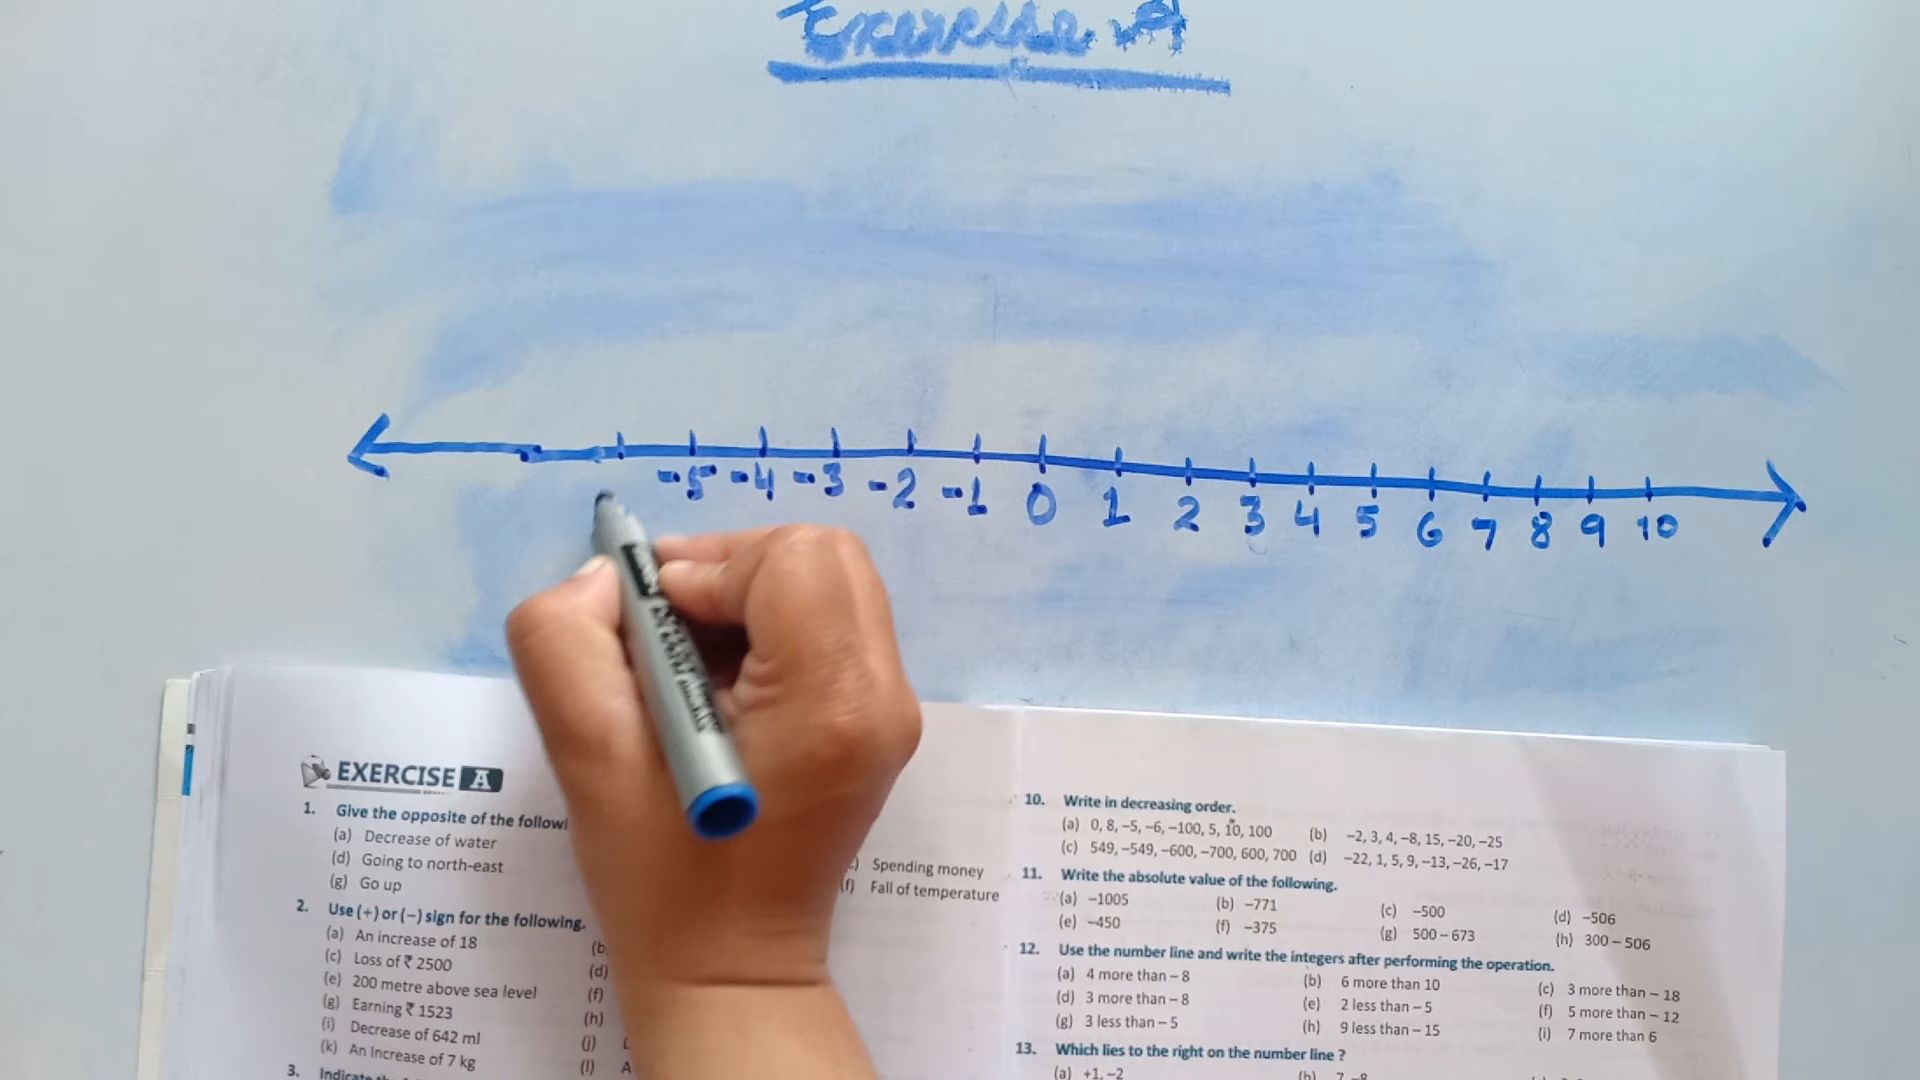 Exercise A
-5 -4 -3 -2 -1 0 1 2 3 4 5 6 7 8 9 10
EXERCISE A
1. Give the opposite of the followi
(a) Decrease of water
(c) Spending money
(d) Going to north-east
(f) Fall of temperature
(g) Go up
2. Use (+) or (−) sign for the following.
(a) An increase of 18
(b
(c) Loss of ₹ 2500
(d)
(e) 200 metre above sea level
(f)
(g) Earning ₹ 1523
(h)
(i) Decrease of 642 ml
(j)
(k) An Increase of 7 kg
(l) A
3. Indicate
10. Write in decreasing order.
(a) 0, 8, −5, −6, −100, 5, 10, 100 (b) −2, 3, 4, −8, 15, −20, −25
(c) 549, −549, −600, −700, 600, 700 (d) −22, 1, 5, 9, −13, −26, −17
11. Write the absolute value of the following.
(a) −1005 (b) −771 (c) −500 (d) −506
(e) −450 (f) −375 (g) 500 − 673 (h) 300 − 506
12. Use the number line and write the integers after performing the operation.
(a) 4 more than − 8 (b) 6 more than 10 (c) 3 more than − 18
(d) 3 more than − 8 (e) 2 less than − 5 (f) 5 more than − 12
(g) 3 less than − 5 (h) 9 less than − 15 (i) 7 more than 6
13. Which lies to the right on the number line ?
(a) +1, −2 (b) 7, −8